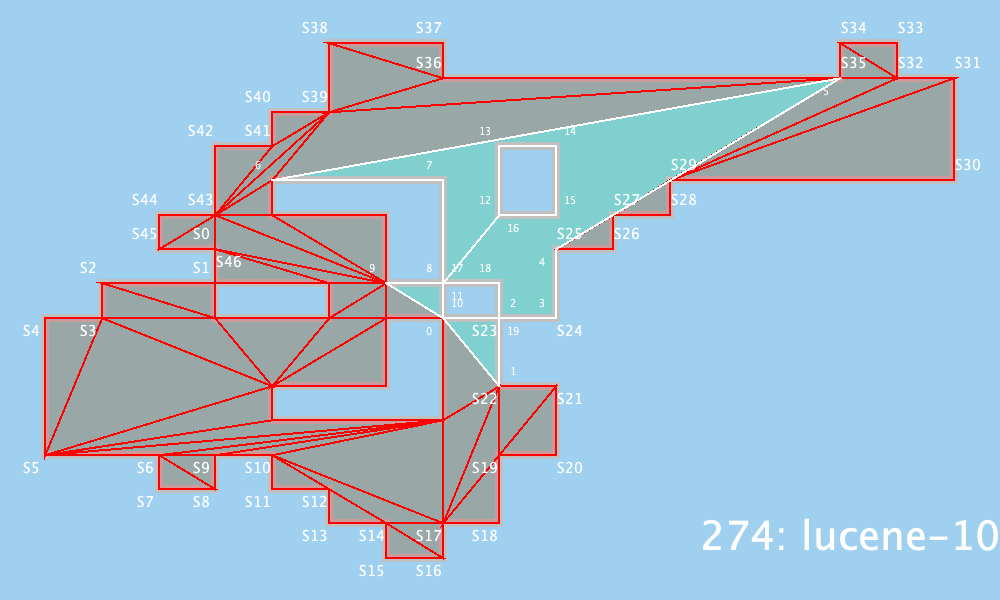 S38 S37 S34 S33
S36 S35 S32 S31
S40 S39
S42 S41 13 14
6 7 5
S29 S30
S44 S43 12 15 S27 S28
S45 S0 16 S25 S26
S46 4
S2 S1 9 8 17 18
11
10 2 3
S4 S3 0 S23 19 S24
1
S22 S21
S5 S6 S9 S10 S19 S20
S7 S8 S11 S12
S13 S14 S17 S18
274: lucene-10
S15 S16